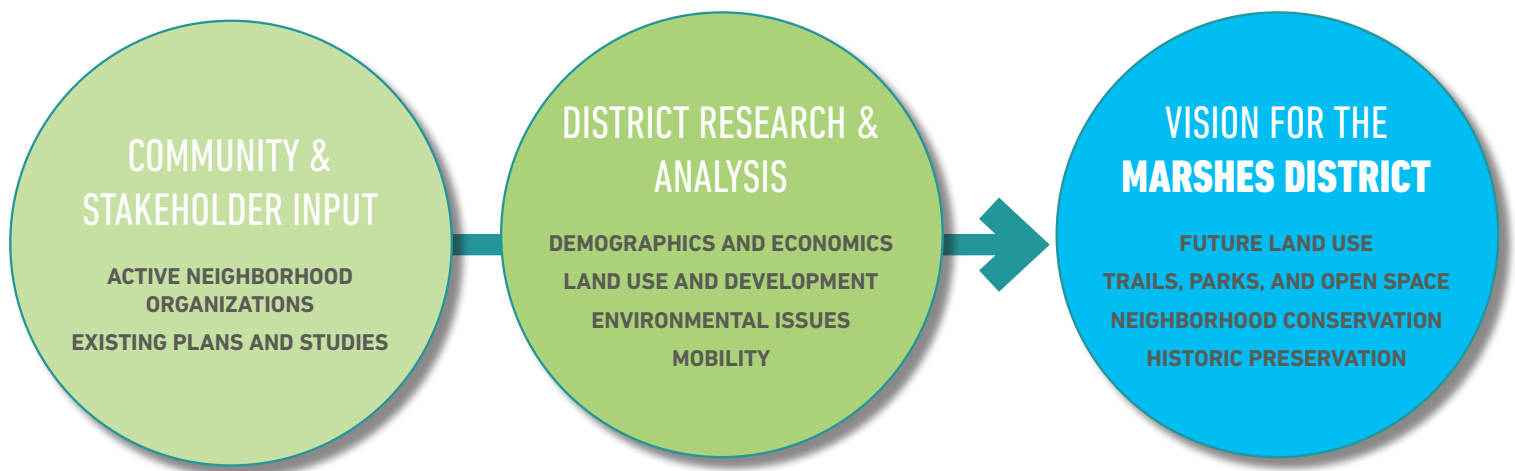 COMMUNITY &
STAKEHOLDER INPUT
ACTIVE NEIGHBORHOOD
ORGANIZATIONS
EXISTING PLANS AND STUDIES
DISTRICT RESEARCH &
ANALYSIS
DEMOGRAPHICS AND ECONOMICS
LAND USE AND DEVELOPMENT
ENVIRONMENTAL ISSUES
MOBILITY
VISION FOR THE
MARSHES DISTRICT
FUTURE LAND USE
TRAILS, PARKS, AND OPEN SPACE
NEIGHBORHOOD CONSERVATION
HISTORIC PRESERVATION